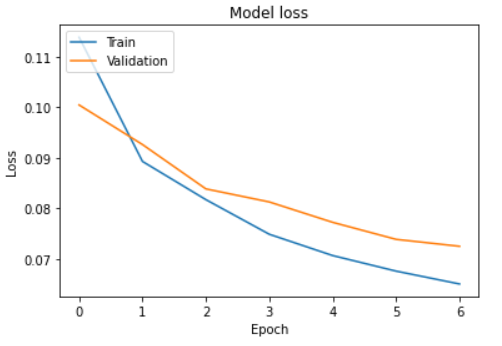 Model loss
Train
Validation
0.11
0.10
0.09
0.08
0.07
Loss
0 1 2 3 4 5 6
Epoch